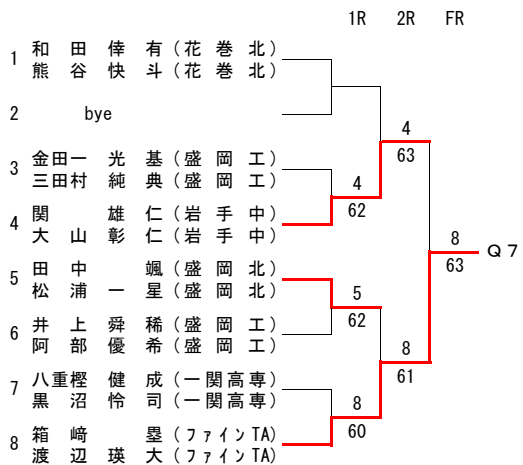 1R 2R FR
1 和田 倖有(花巻北)
熊谷 快斗(花巻北)
2 bye
4
63
3 金田一 光基(盛岡工)
三田村 純典(盛岡工)
4
62
4 関 雄仁(岩手中)
大山 彰仁(岩手中)
8
63
Q7
5 田中 颯(盛岡北)
松浦 一星(盛岡北)
5
62
6 井上 舜稀(盛岡工)
阿部 優希(盛岡工)
8
61
7 八重樫 健成(一関高専)
黒沼 怜司(一関高専)
8
60
8 箱﨑 塁(ファインTA)
渡辺 瑛大(ファインTA)